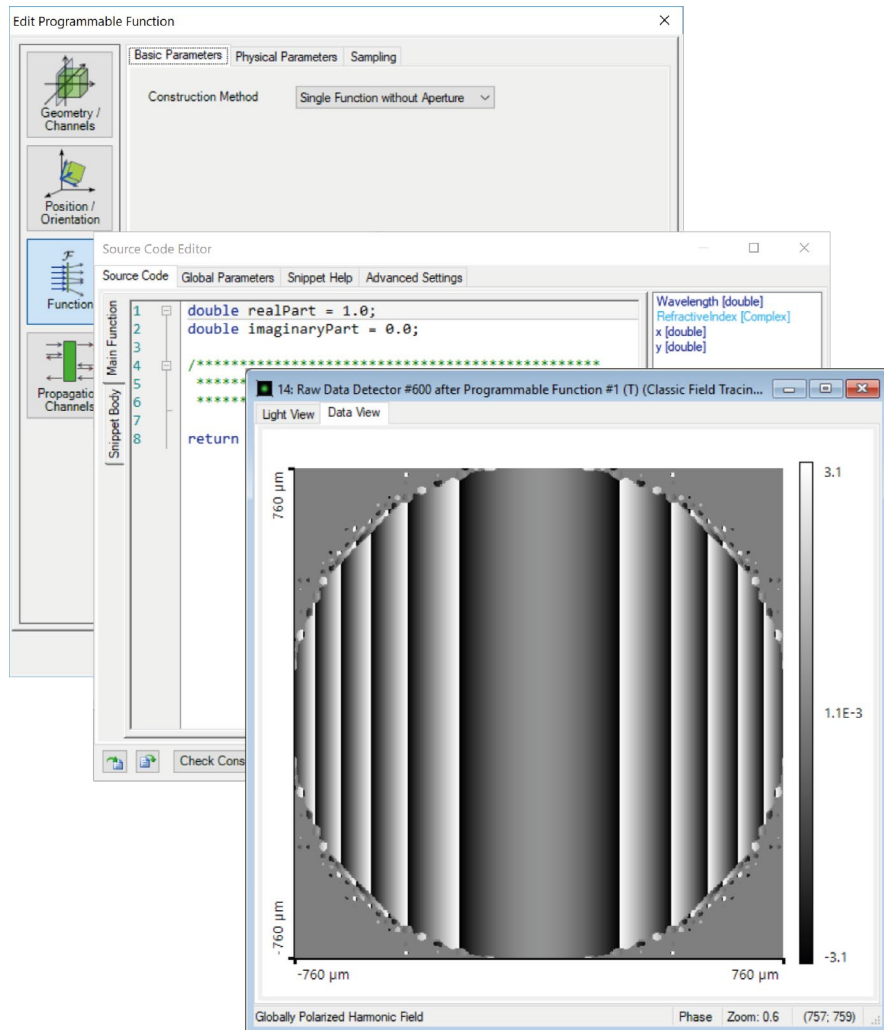 Edit Programmable Function
Basic Parameters Physical Parameters Sampling
Construction Method Single Function without Aperture
Geometry /
Channels
Position /
Orientation
Function
Propagatio
Channels
Source Code Editor
Source Code Global Parameters Snippet Help Advanced Settings
Main Function
Snippet Body
1 double realPart = 1.0;
2 double imaginaryPart = 0.0;
3
4 /***********************************************
5 *****
6 *****
7
8 return
Wavelength [double]
RefractiveIndex [Complex]
x [double]
y [double]
Check Cons
14: Raw Data Detector #600 after Programmable Function #1 (T) (Classic Field Tracing...
Light View Data View
760 µm
-760 µm
-760 µm 760 µm
3.1
1.1E-3
-3.1
Globally Polarized Harmonic Field Phase Zoom: 0.6 (757; 759)